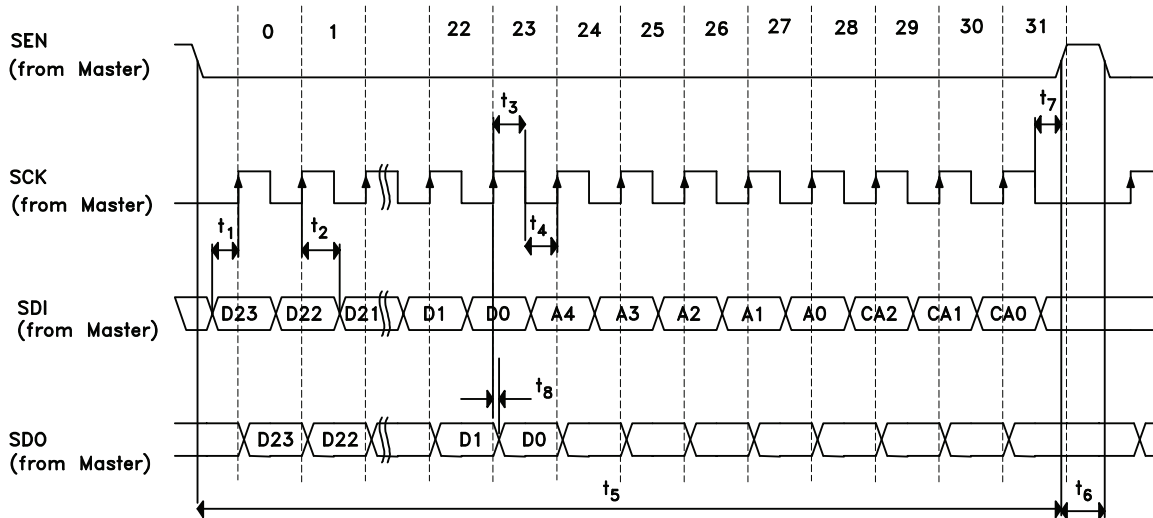 0 1 22 23 24 25 26 27 28 29 30 31
SEN
(from Master)
t3 t7
SCK
(from Master)
t1 t2 t4
SDI
(from Master)
D23 D22 D21 D1 D0 A4 A3 A2 A1 A0 CA2 CA1 CA0
t8
SDO
(from Master)
D23 D22 D1 D0
t5 t6